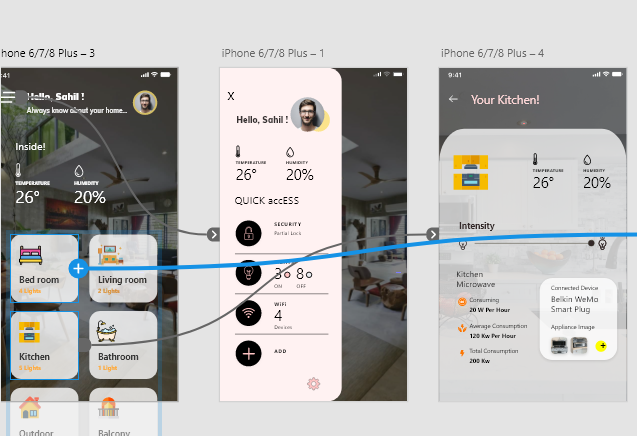 hone 6/7/8 Plus – 3
:41
Hello, Sahil !
Always know about your home...
Inside!
TEMPERATURE
HUMIDITY
26°
20%
Bed room
4 Lights
Living room
2 Lights
Kitchen
5 Lights
Bathroom
1 Light
Outdoor
Balcony
iPhone 6/7/8 Plus – 1
X
Hello, Sahil !
TEMPERATURE
HUMIDITY
26°
20%
QUICK accESS
SECURITY
Partial Lock
3 8
ON OFF
WiFi
4
Devices
ADD
iPhone 6/7/8 Plus – 4
9:41
Your Kitchen!
TEMPERATURE
HUMIDITY
26°
20%
Intensity
Kitchen
Microwave
Consuming
20 W Per Hour
Average Consumption
120 Kw Per Hour
Total Consumption
200 Kw
Connected Device
Belkin WeMo
Smart Plug
Appliance Image